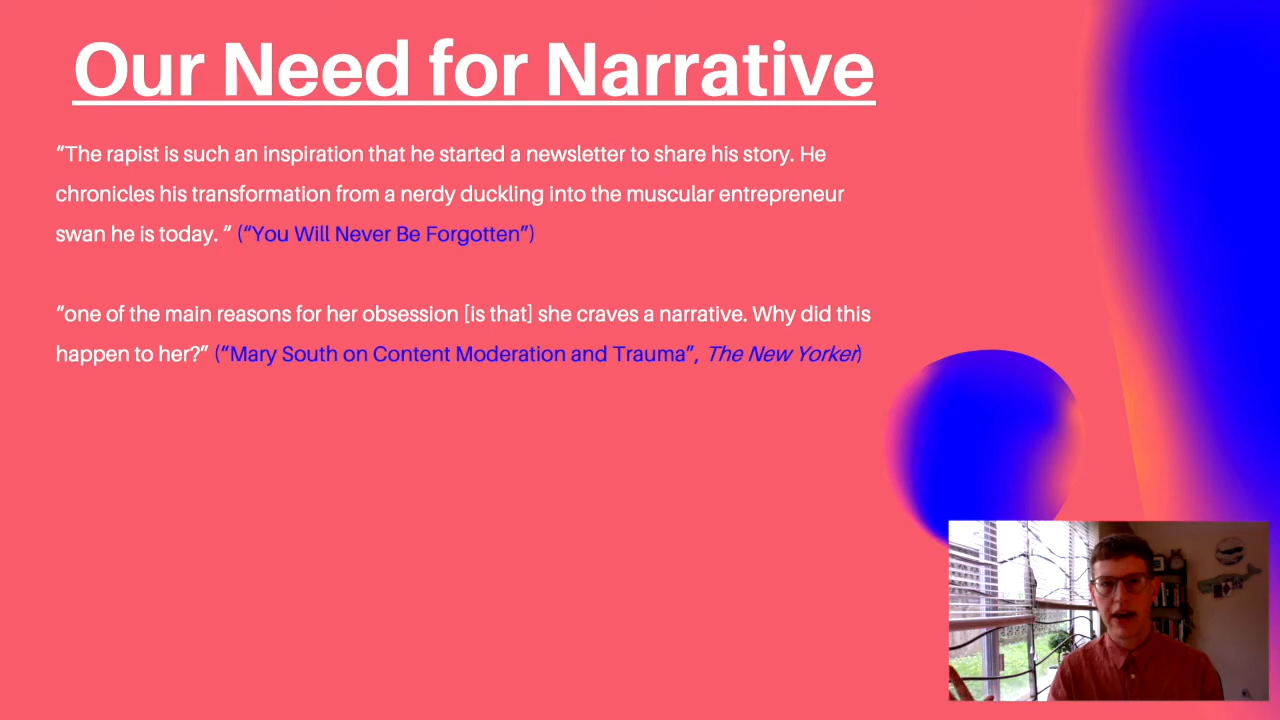 Our Need for Narrative
“The rapist is such an inspiration that he started a newsletter to share his story. He
chronicles his transformation from a nerdy duckling into the muscular entrepreneur
swan he is today. “ (“You Will Never Be Forgotten”)
“one of the main reasons for her obsession [is that] she craves a narrative. Why did this
happen to her?” (“Mary South on Content Moderation and Trauma”, The New Yorker)